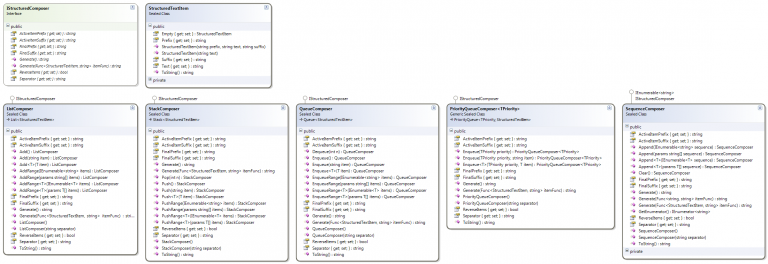 IStructuredComposer
Interface
public
ActiveItemPrefix { get; set; } : string
ActiveItemSuffix { get; set; } : string
FinalPrefix { get; set; } : string
FinalSuffix { get; set; } : string
Generate() : string
Generate(Func<StructuredTextItem, string> itemFunc) : string
ReverseItems { get; set; } : bool
Separator { get; set; } : string
StructuredTextItem
Sealed Class
public
Empty { get; set; } : StructuredTextItem
Prefix { get; set; } : string
StructuredTextItem(string prefix, string text, string suffix)
StructuredTextItem(string text)
Suffix { get; set; } : string
Text { get; set; } : string
ToString() : string
private
IStructuredComposer
ListComposer
Sealed Class
List<StructuredTextItem>
public
ActiveItemPrefix { get; set; } : string
ActiveItemSuffix { get; set; } : string
Add() : ListComposer
Add(string item) : ListComposer
Add<T>(T item) : ListComposer
AddRange(IEnumerable<string> items) : ListComposer
AddRange(params string[] items) : ListComposer
AddRange<T>(IEnumerable<T> items) : ListComposer
AddRange<T>(params T[] items) : ListComposer
FinalPrefix { get; set; } : string
FinalSuffix { get; set; } : string
Generate() : string
Generate(Func<StructuredTextItem, string> itemFunc) : string
ListComposer()
ListComposer(string separator)
ReverseItems { get; set; } : bool
Separator { get; set; } : string
ToString() : string
IStructuredComposer
StackComposer
Sealed Class
Stack<StructuredTextItem>
public
ActiveItemPrefix { get; set; } : string
ActiveItemSuffix { get; set; } : string
FinalPrefix { get; set; } : string
FinalSuffix { get; set; } : string
Generate() : string
Generate(Func<StructuredTextItem, string> itemFunc) : string
Pop(int n) : StackComposer
Push() : StackComposer
Push(string item) : StackComposer
Push<T>(T item) : StackComposer
PushRange(IEnumerable<string> items) : StackComposer
PushRange(params string[] items) : StackComposer
PushRange<T>(IEnumerable<T> items) : StackComposer
PushRange<T>(params T[] items) : StackComposer
ReverseItems { get; set; } : bool
Separator { get; set; } : string
StackComposer()
StackComposer(string separator)
ToString() : string
IStructuredComposer
QueueComposer
Sealed Class
Queue<StructuredTextItem>
public
ActiveItemPrefix { get; set; } : string
ActiveItemSuffix { get; set; } : string
Dequeue(int n) : QueueComposer
Enqueue() : QueueComposer
Enqueue(string item) : QueueComposer
Enqueue<T>(T item) : QueueComposer
EnqueueRange(IEnumerable<string> items) : QueueComposer
EnqueueRange(params string[] items) : QueueComposer
EnqueueRange<T>(IEnumerable<T> items) : QueueComposer
EnqueueRange<T>(params T[] items) : QueueComposer
FinalPrefix { get; set; } : string
FinalSuffix { get; set; } : string
Generate() : string
Generate(Func<StructuredTextItem, string> itemFunc) : string
QueueComposer()
QueueComposer(string separator)
ReverseItems { get; set; } : bool
Separator { get; set; } : string
ToString() : string
IStructuredComposer
PriorityQueueComposer<TPriority>
Generic Sealed Class
PriorityQueue<TPriority, StructuredTextItem>
public
ActiveItemPrefix { get; set; } : string
ActiveItemSuffix { get; set; } : string
Enqueue(TPriority priority) : PriorityQueueComposer<TPriority>
Enqueue(TPriority priority, string item) : PriorityQueueComposer<TPriority>
Enqueue<T>(TPriority priority, T item) : PriorityQueueComposer<TPriority>
FinalPrefix { get; set; } : string
FinalSuffix { get; set; } : string
Generate() : string
Generate(Func<StructuredTextItem, string> itemFunc) : string
PriorityQueueComposer()
PriorityQueueComposer(string separator)
ReverseItems { get; set; } : bool
Separator { get; set; } : string
ToString() : string
IEnumerable<string>
IStructuredComposer
SequenceComposer
Sealed Class
public
ActiveItemPrefix { get; set; } : string
ActiveItemSuffix { get; set; } : string
Append(IEnumerable<string> sequence) : SequenceComposer
Append(params string[] sequence) : SequenceComposer
Append<T>(IEnumerable<T> sequence) : SequenceComposer
Append<T>(params T[] sequence) : SequenceComposer
Clear() : SequenceComposer
FinalPrefix { get; set; } : string
FinalSuffix { get; set; } : string
Generate() : string
Generate(Func<string, string> itemFunc) : string
Generate(Func<StructuredTextItem, string> itemFunc) : string
GetEnumerator() : IEnumerator<string>
ReverseItems { get; set; } : bool
Separator { get; set; } : string
SequenceComposer()
SequenceComposer(string separator)
ToString() : string
private